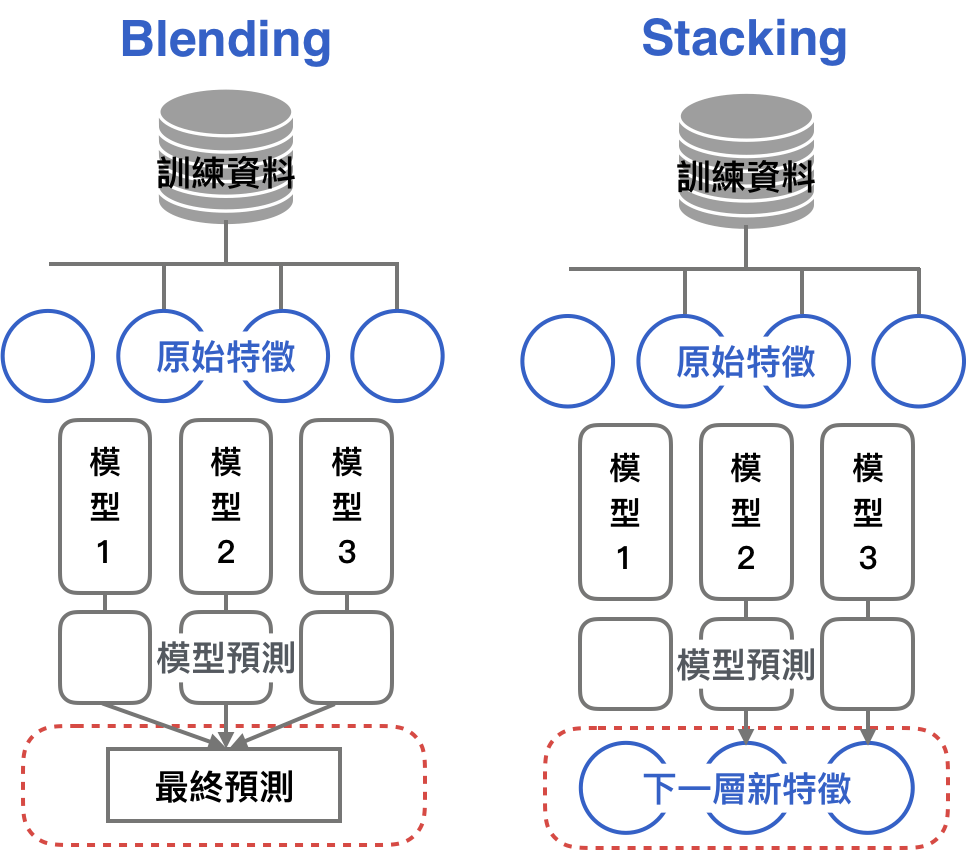 Blending
訓練資料
原始特徵
模型1
模型2
模型3
模型預測
最終預測
Stacking
訓練資料
原始特徵
模型1
模型2
模型3
模型預測
下一層新特徵